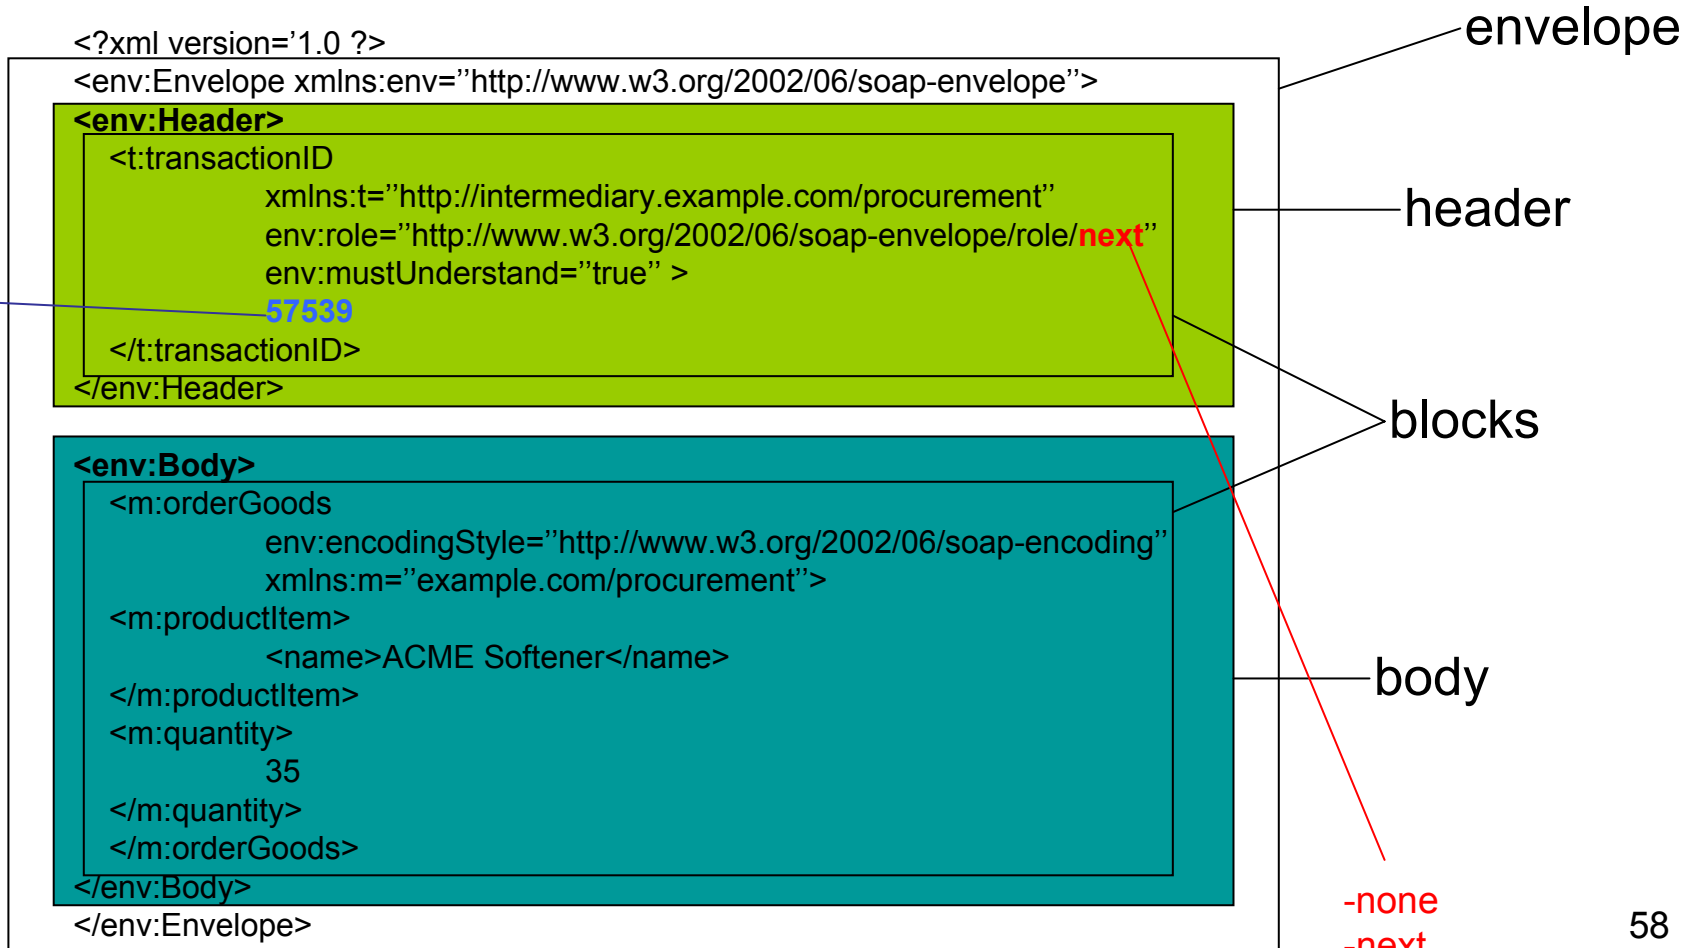 <?xml version='1.0 ?>
<env:Envelope xmlns:env=''http://www.w3.org/2002/06/soap-envelope''>
<env:Header>
<t:transactionID
xmlns:t=''http://intermediary.example.com/procurement''
env:role=''http://www.w3.org/2002/06/soap-envelope/role/next''
env:mustUnderstand=''true'' >
57539
</t:transactionID>
</env:Header>
<env:Body>
<m:orderGoods
env:encodingStyle=''http://www.w3.org/2002/06/soap-encoding''
xmlns:m=''example.com/procurement''>
<m:productItem>
<name>ACME Softener</name>
</m:productItem>
<m:quantity>
35
</m:quantity>
</m:orderGoods>
</env:Body>
</env:Envelope>
envelope
header
blocks
body
-none
-next
58